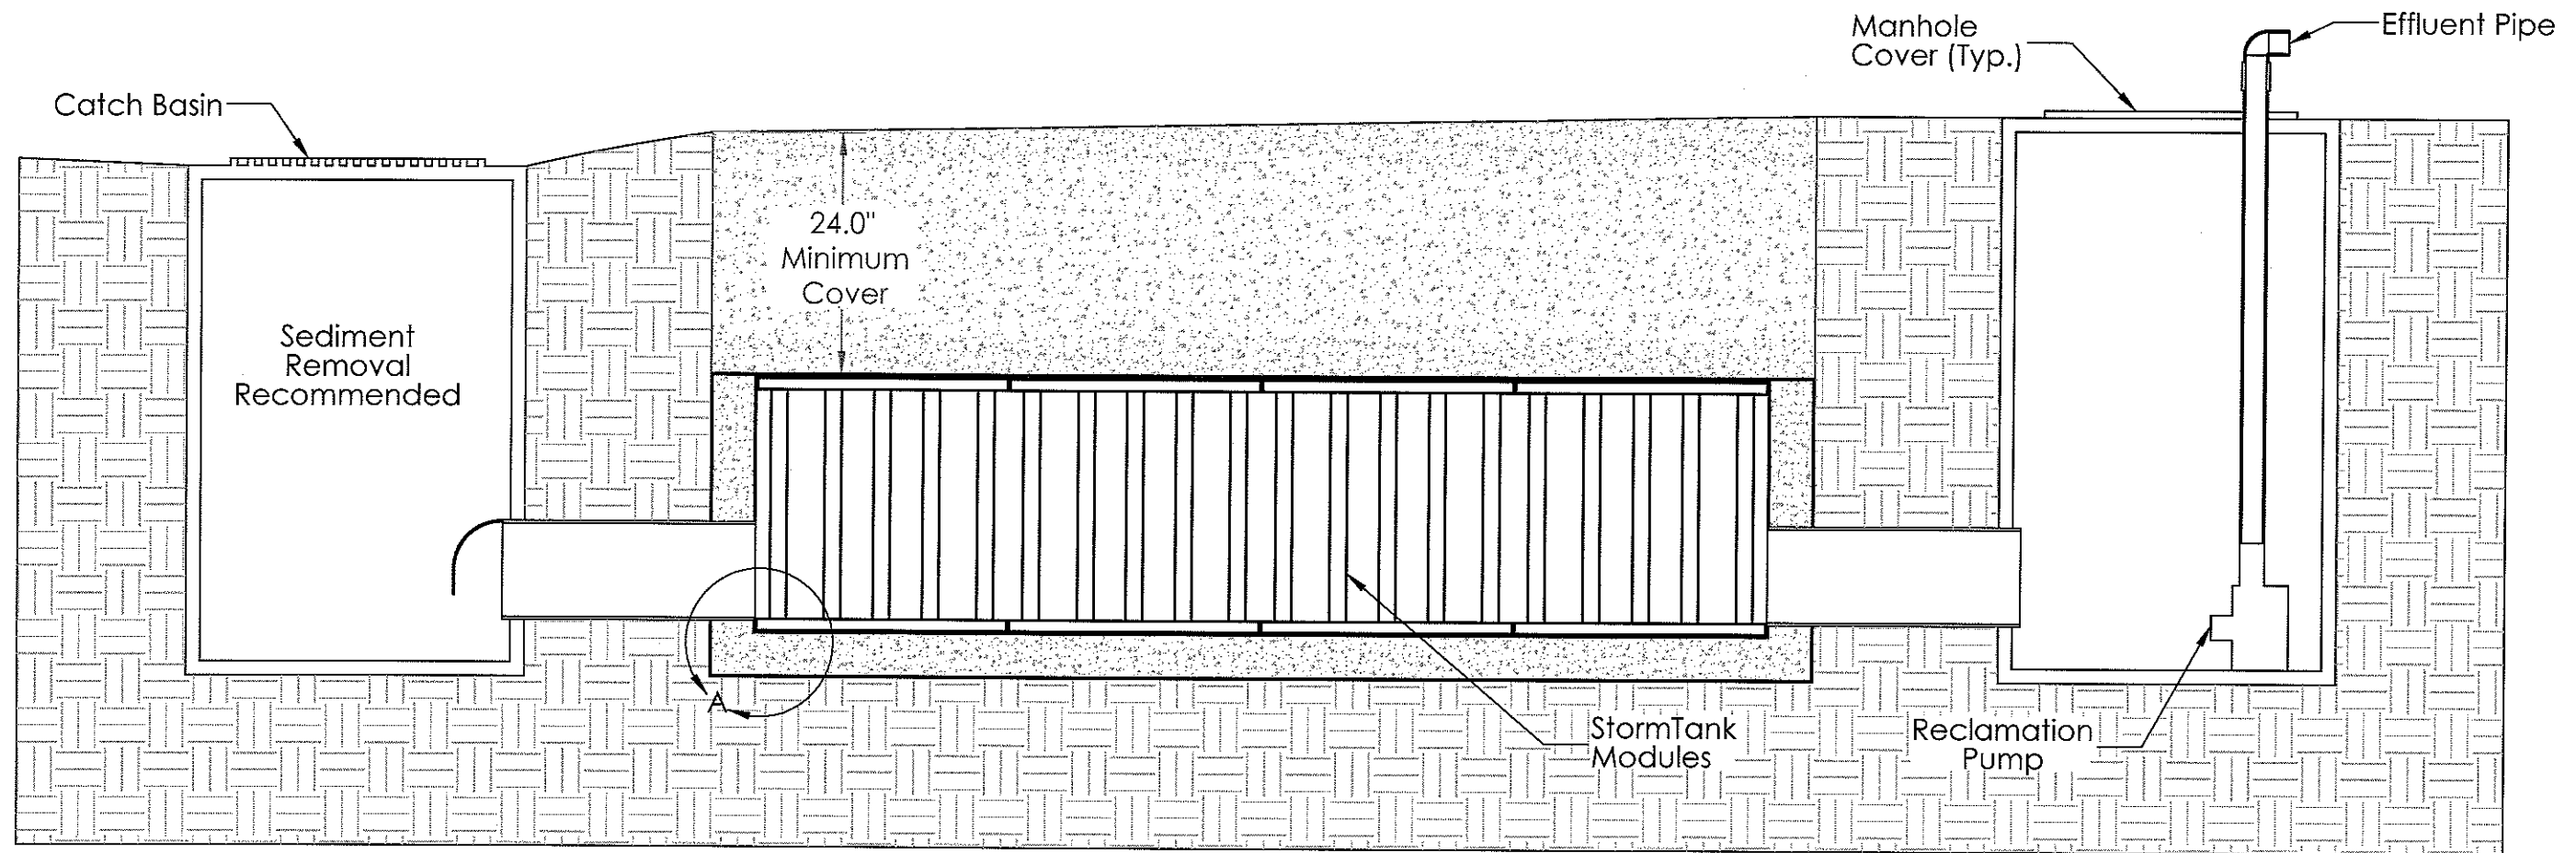 Manhole
Cover (Typ.)
Effluent Pipe
Catch Basin
24.0"
Minimum
Cover
Sediment
Removal
Recommended
A
StormTank
Modules
Reclamation
Pump